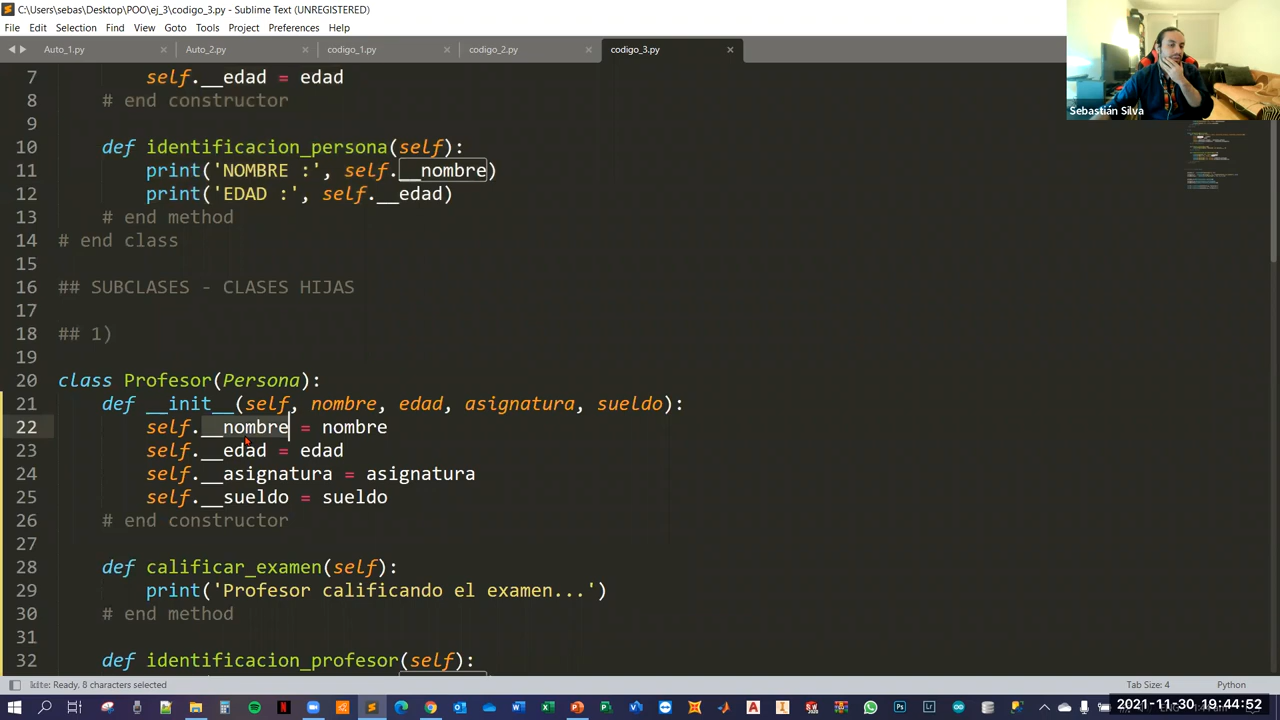 C:\Users\sebas\Desktop\POO\ej_3\codigo_3.py - Sublime Text (UNREGISTERED)
File Edit Selection Find View Goto Tools Project Preferences Help
Auto_1.py Auto_2.py codigo_1.py codigo_2.py codigo_3.py
Sebastián Silva
7 self.__edad = edad
8 # end constructor
9
10 def identificacion_persona(self):
11 print('NOMBRE :', self.__nombre)
12 print('EDAD :', self.__edad)
13 # end method
14 # end class
15
16 ## SUBCLASES - CLASES HIJAS
17
18 ## 1)
19
20 class Profesor(Persona):
21 def __init__(self, nombre, edad, asignatura, sueldo):
22 self.__nombre = nombre
23 self.__edad = edad
24 self.__asignatura = asignatura
25 self.__sueldo = sueldo
26 # end constructor
27
28 def calificar_examen(self):
29 print('Profesor calificando el examen...')
30 # end method
31
32 def identificacion_profesor(self):
kite: Ready, 8 characters selected Tab Size: 4 Python
2021-11-30 19:44:52